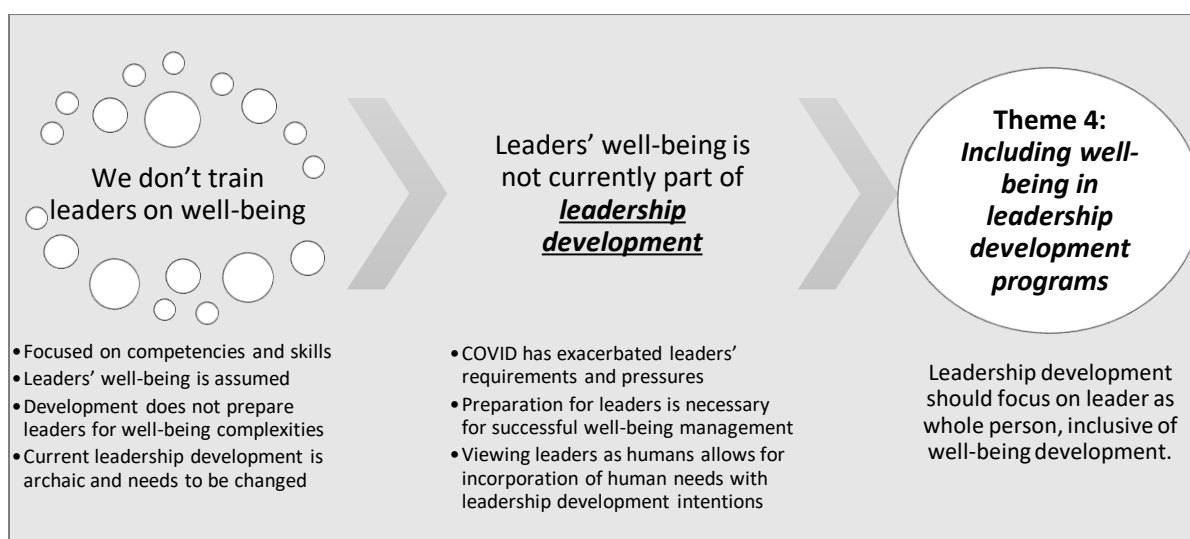 We don't train
leaders on well-being
• Focused on competencies and skills
• Leaders' well-being is assumed
• Development does not prepare
leaders for well-being complexities
• Current leadership development is
archaic and needs to be changed
Leaders' well-being is
not currently part of
leadership
development
• COVID has exacerbated leaders'
requirements and pressures
• Preparation for leaders is necessary
for successful well-being management
• Viewing leaders as humans allows for
incorporation of human needs with
leadership development intentions
Theme 4:
Including well-
being in
leadership
development
programs
Leadership development
should focus on leader as
whole person, inclusive of
well-being development.